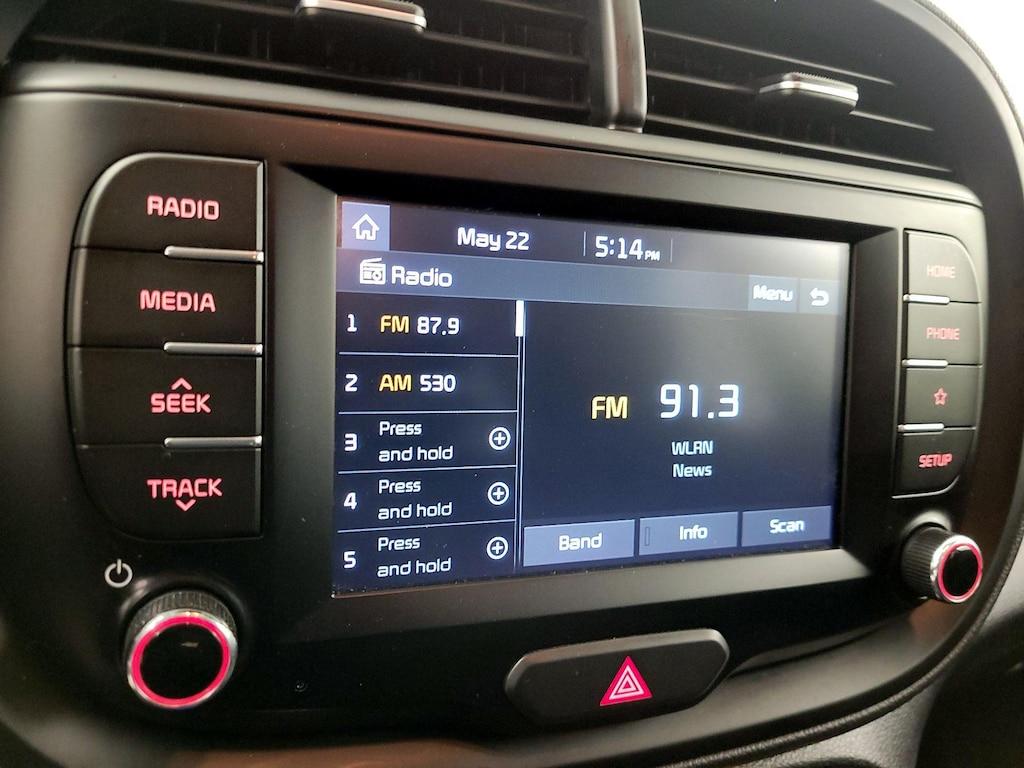 RADIO
MEDIA
SEEK
TRACK
May 22
5:14 PM
Radio
Menu
1 FM 87.9
2 AM 530
3 Press
and hold
4 Press
and hold
5 Press
and hold
FM 91.3
WLRN
News
Band
Info
Scan
HOME
PHONE
SETUP